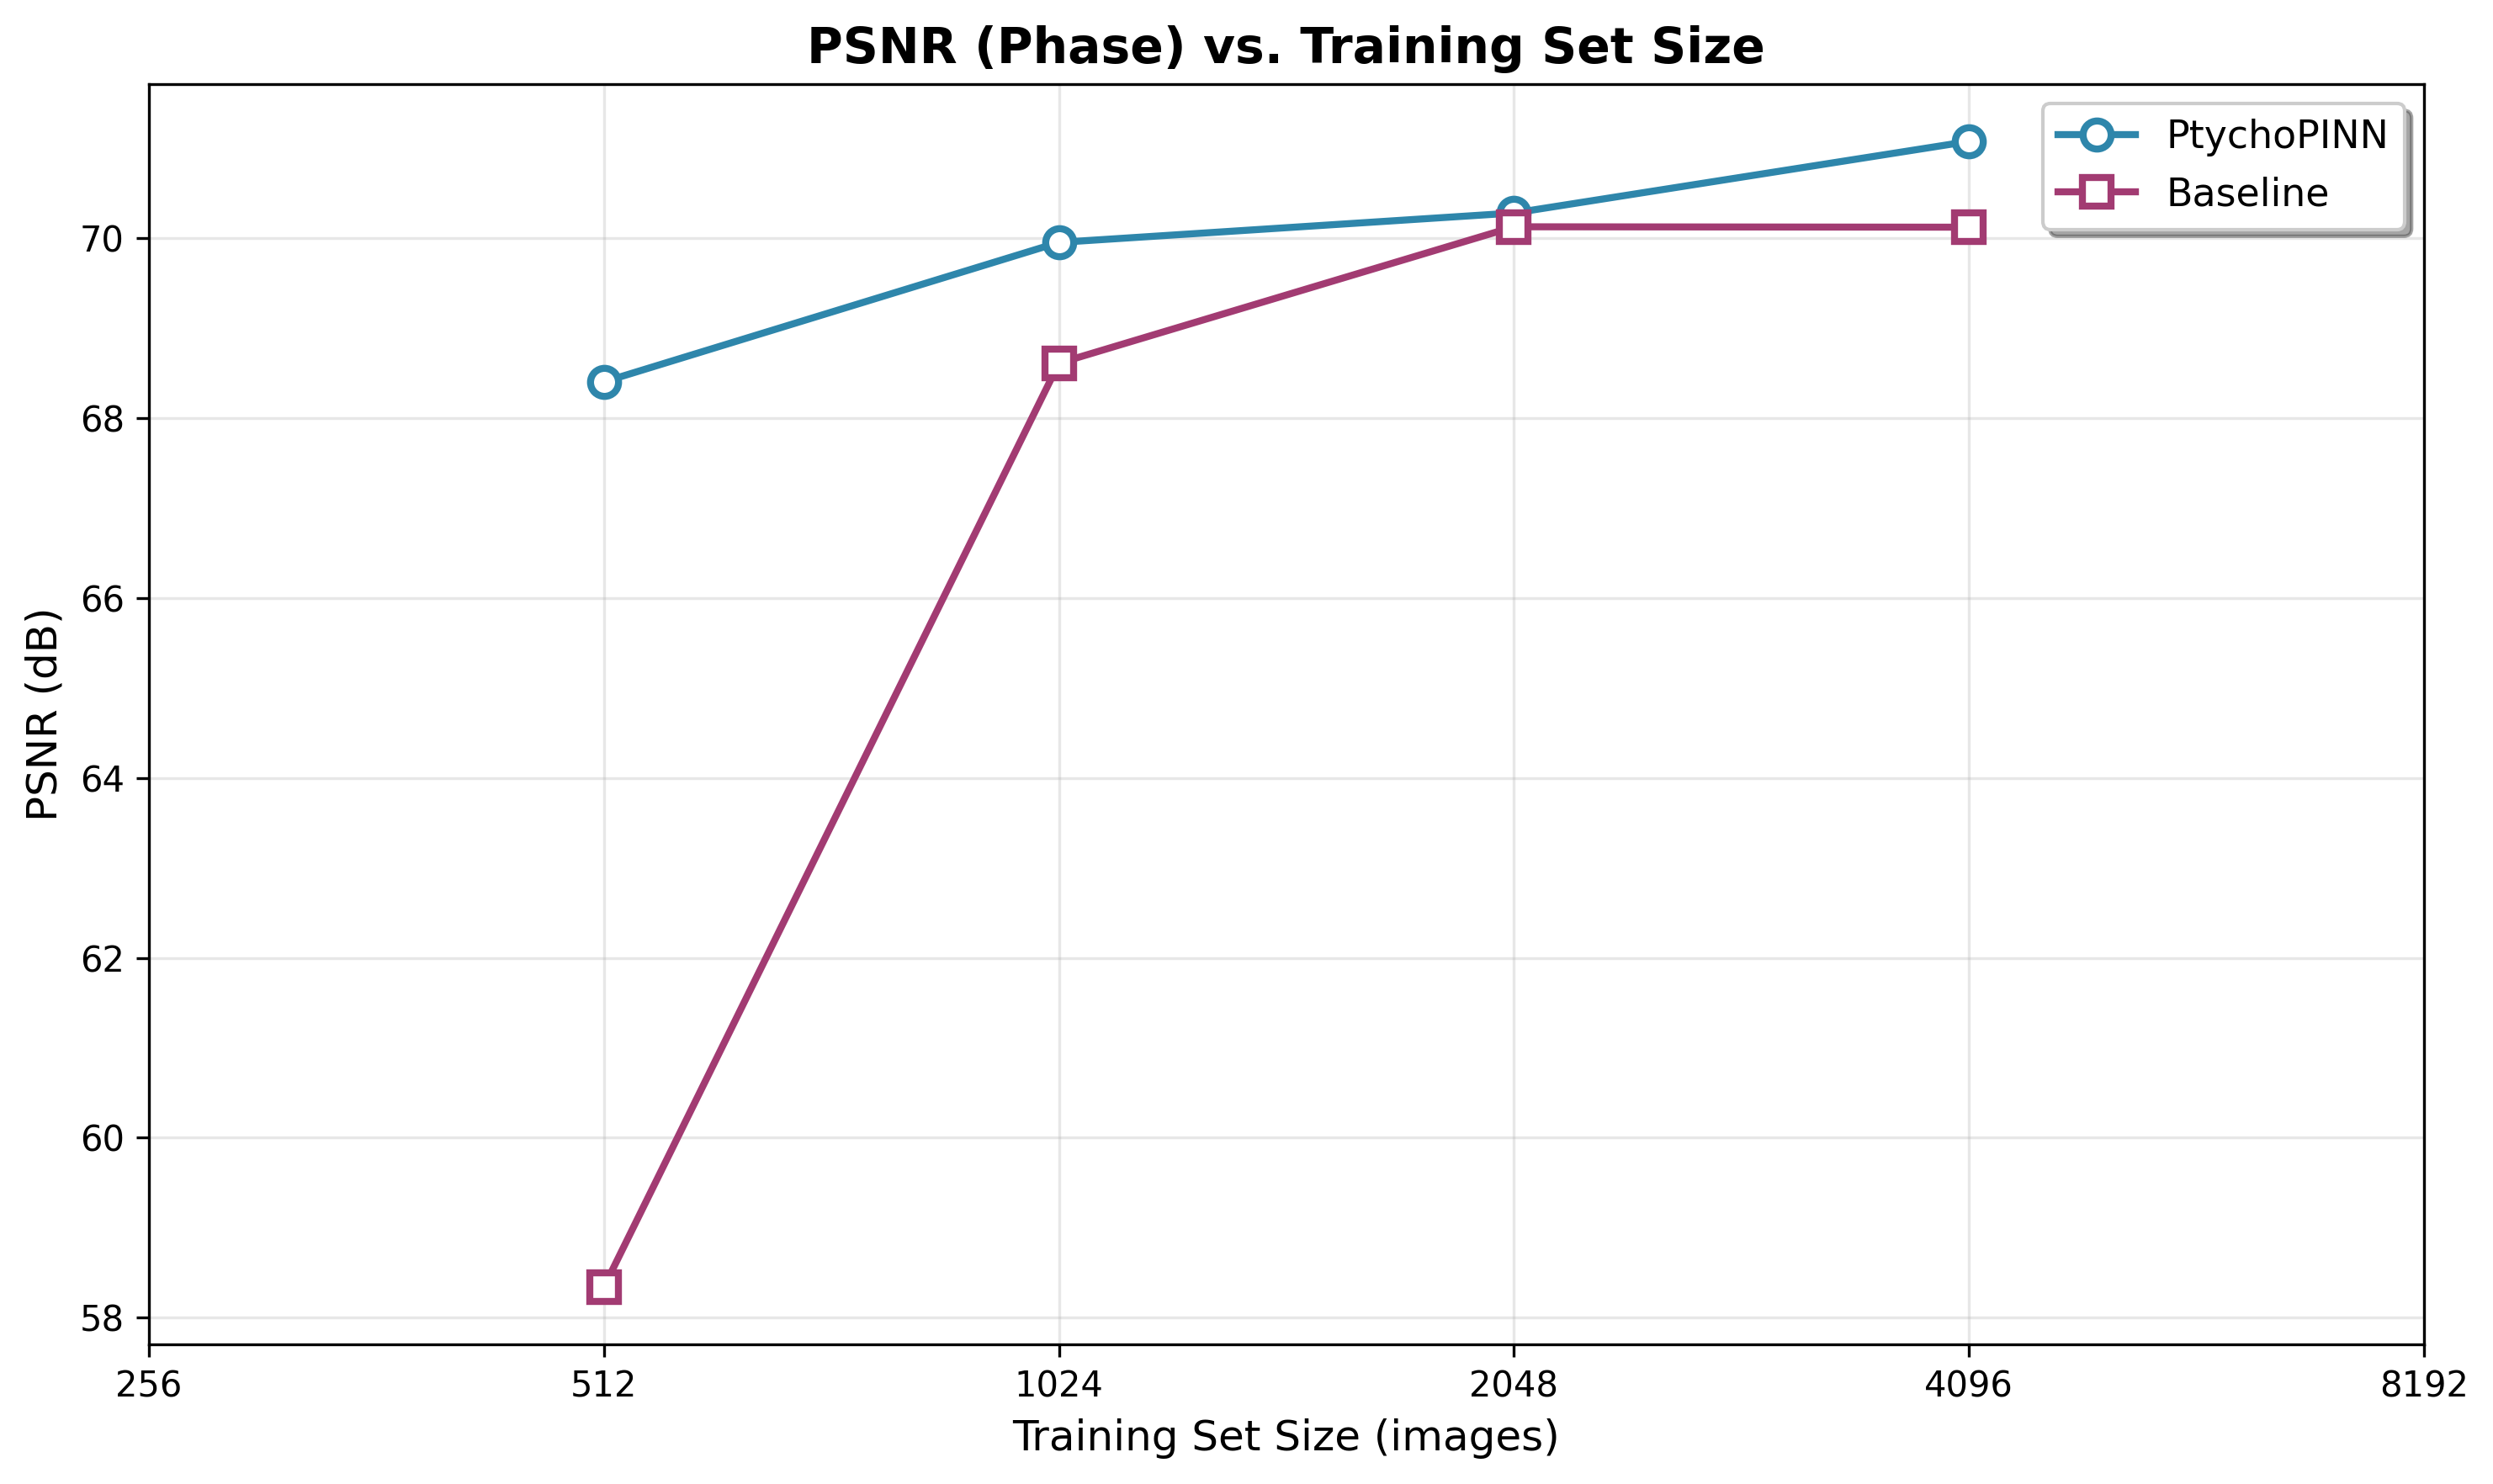 PSNR (Phase) vs. Training Set Size
PtychoPINN
Baseline
PSNR (dB)
70
68
66
64
62
60
58
256 512 1024 2048 4096 8192
Training Set Size (images)